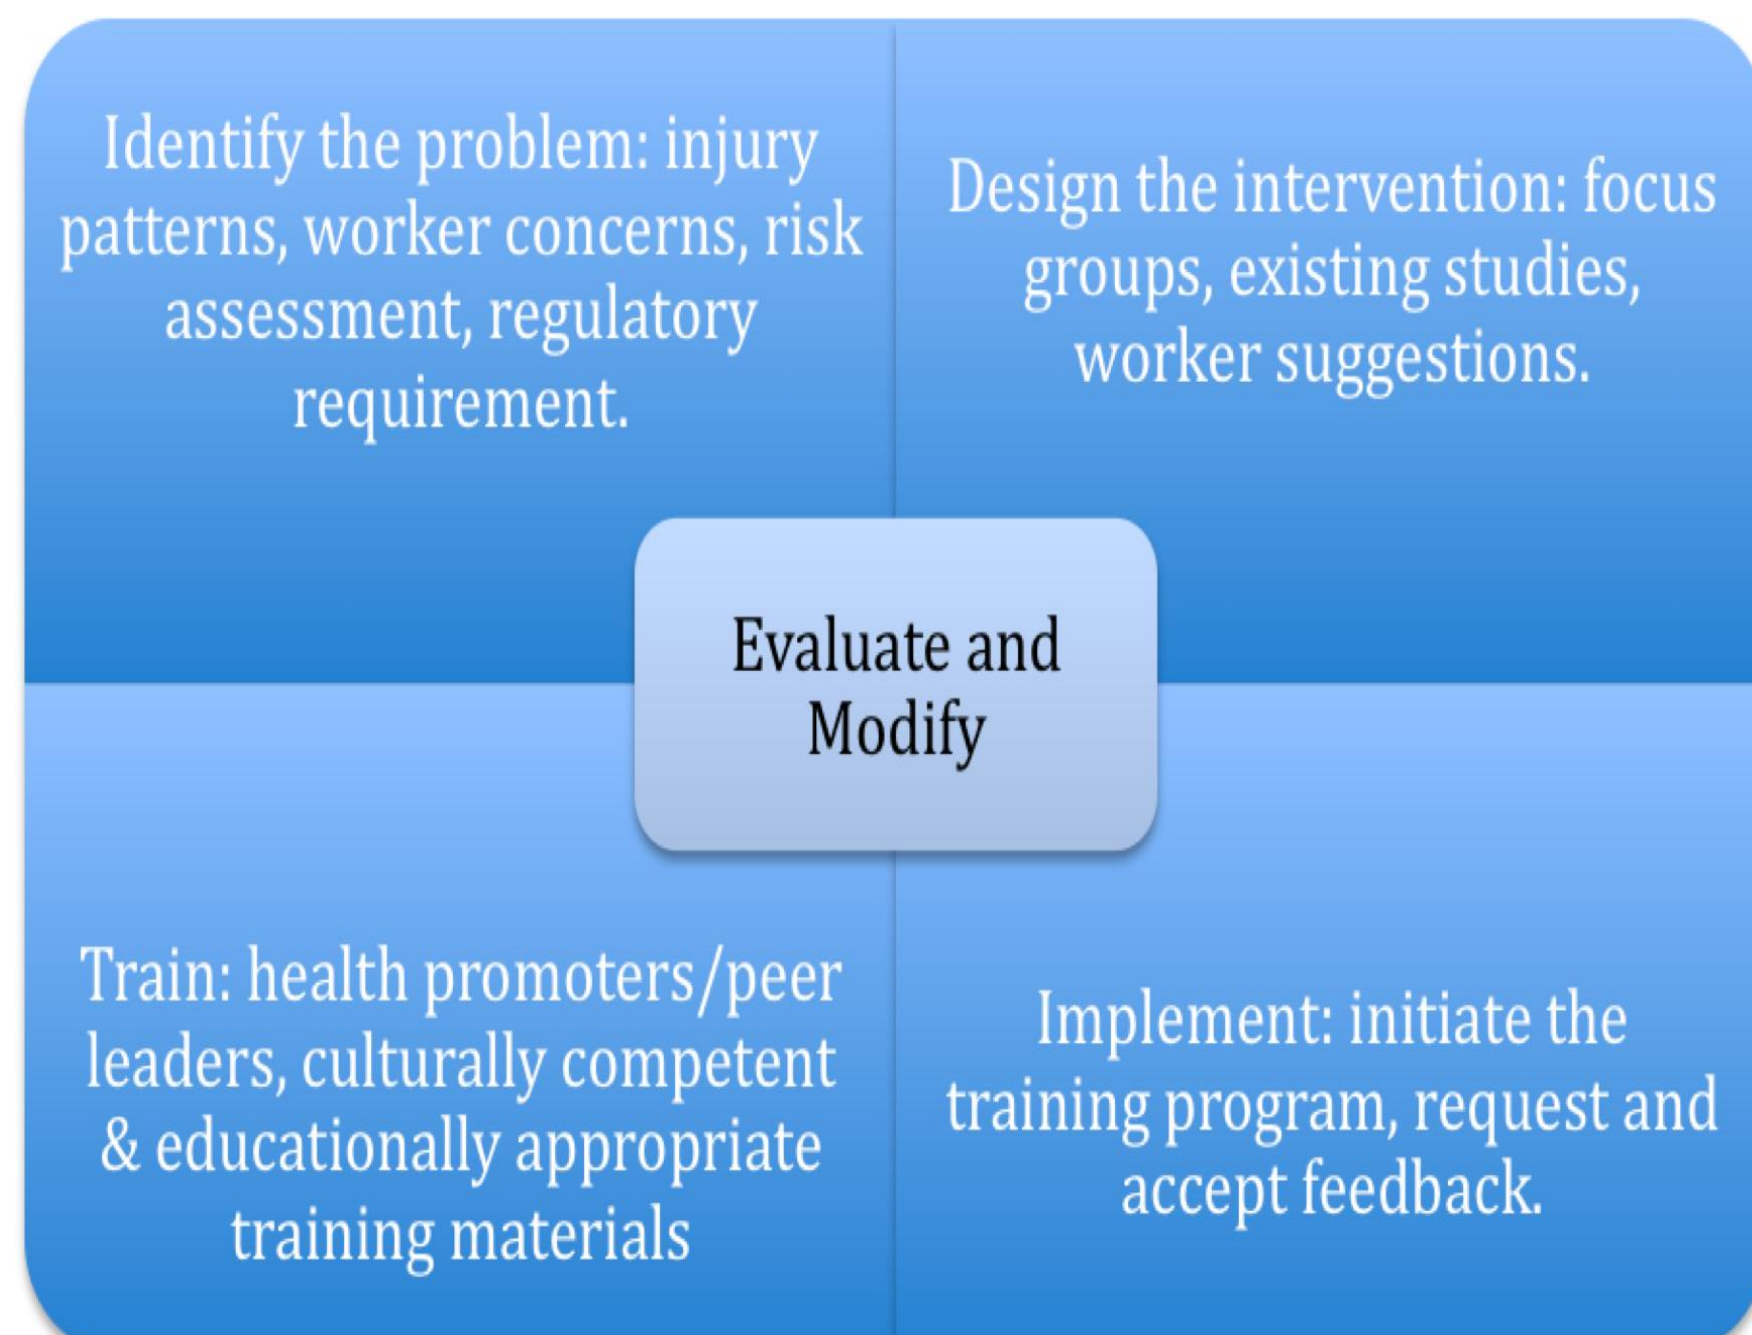 Identify the problem: injury
patterns, worker concerns, risk
assessment, regulatory
requirement.
Design the intervention: focus
groups, existing studies,
worker suggestions.
Evaluate and
Modify
Train: health promoters/peer
leaders, culturally competent
& educationally appropriate
training materials
Implement: initiate the
training program, request and
accept feedback.